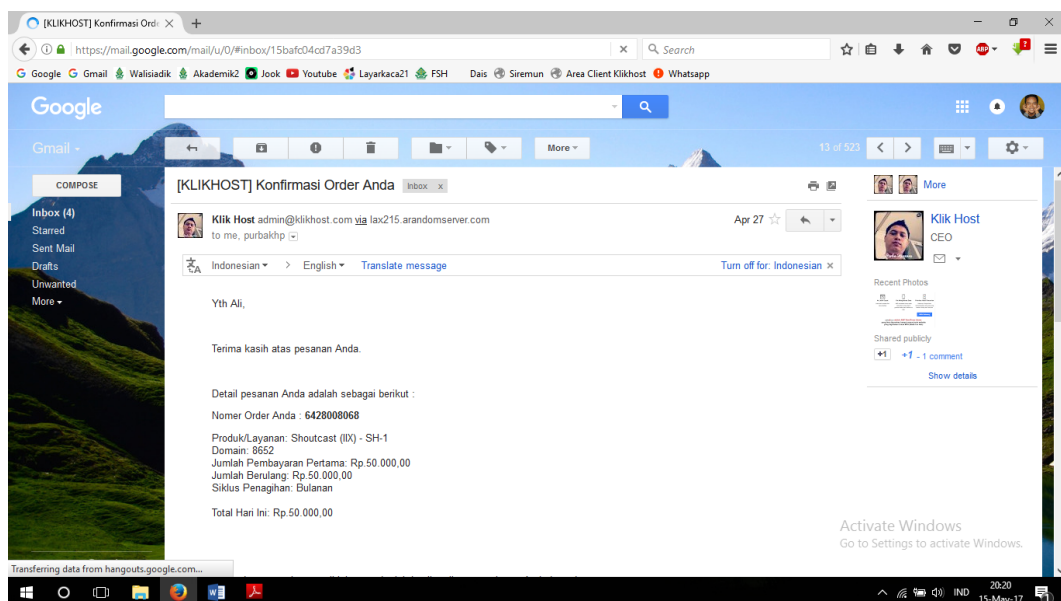 [KLIKHOST] Konfirmasi Orde
https://mail.google.com/mail/u/0/#inbox/15bafc04cd7a39d3
Search
ABP
2
Google Gmail Walisiadik Akademik2 Jook Youtube Layarkaca21 FSH Dais Siremun Area Client Klikhost Whatsapp
Google
Gmail
More
13 of 523
COMPOSE
[KLIKHOST] Konfirmasi Order Anda Inbox x
More
Inbox (4)
Starred
Sent Mail
Drafts
Unwanted
More
Klik Host admin@klikhost.com via lax215.arandomserver.com
to me, purbakhp
Apr 27
Klik Host
CEO
Indonesian > English Translate message
Turn off for: Indonesian x
Recent Photos
Shared publicly
+1 +1 - 1 comment
Show details
Yth Ali,
Terima kasih atas pesanan Anda.
Detail pesanan Anda adalah sebagai berikut :
Nomer Order Anda : 6428008068
Produk/Layanan: Shoutcast (IIX) - SH-1
Domain: 8652
Jumlah Pembayaran Pertama: Rp.50.000,00
Jumlah Berulang: Rp.50.000,00
Siklus Penagihan: Bulanan
Total Hari Ini: Rp.50.000,00
Activate Windows
Go to Settings to activate Windows.
Transferring data from hangouts.google.com...
IND
20:20
15-May-17